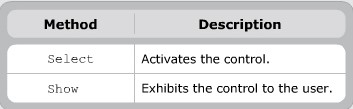 Method Description
Select Activates the control.
Show Exhibits the control to the user.